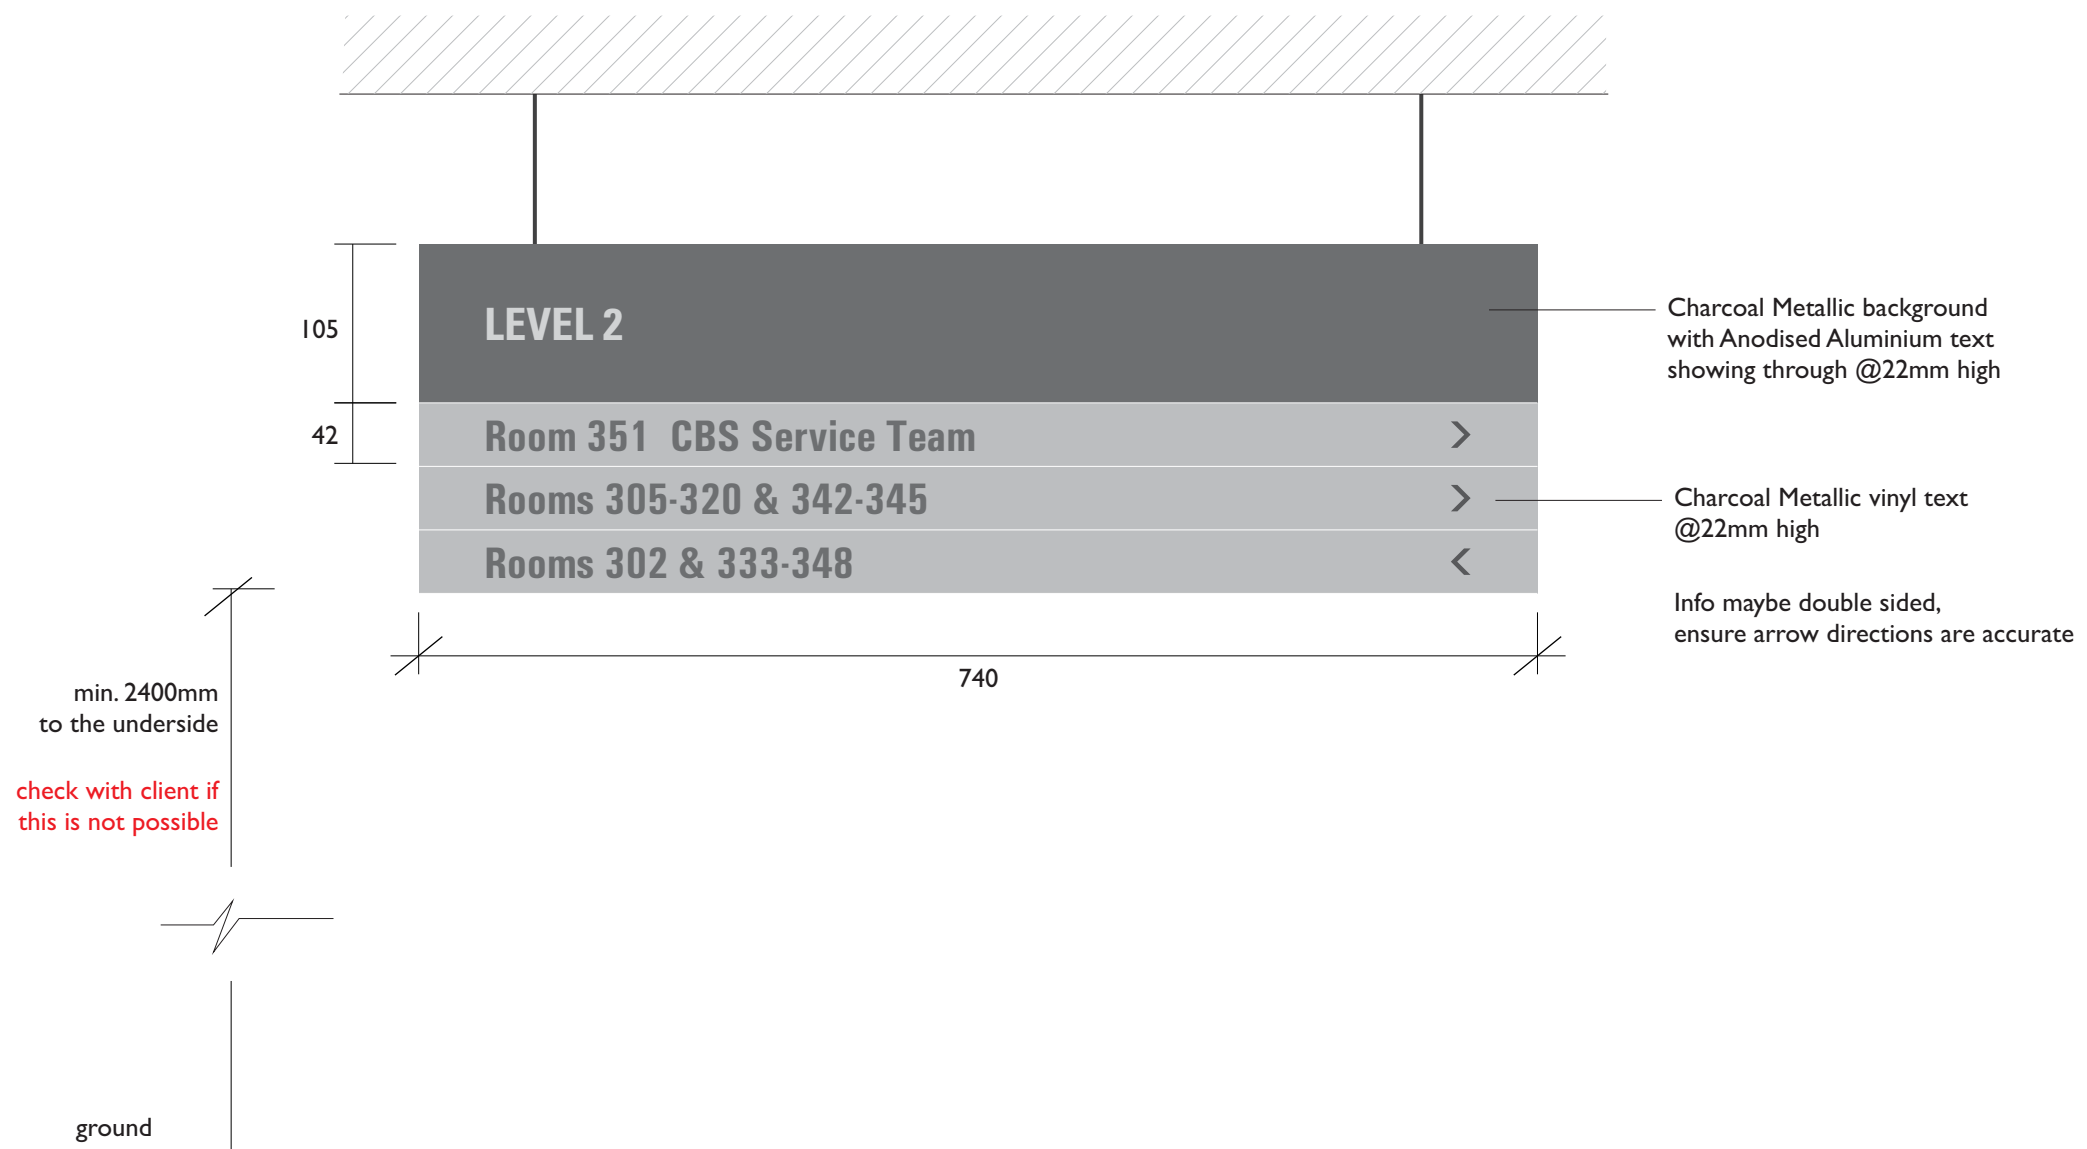 105
LEVEL 2
Charcoal Metallic background
with Anodised Aluminium text
showing through @22mm high
42
Room 351  CBS Service Team >
Rooms 305-320 & 342-345 >
Charcoal Metallic vinyl text
@22mm high
Rooms 302 & 333-348 <
Info maybe double sided,
ensure arrow directions are accurate
740
min. 2400mm
to the underside
check with client if
this is not possible
ground